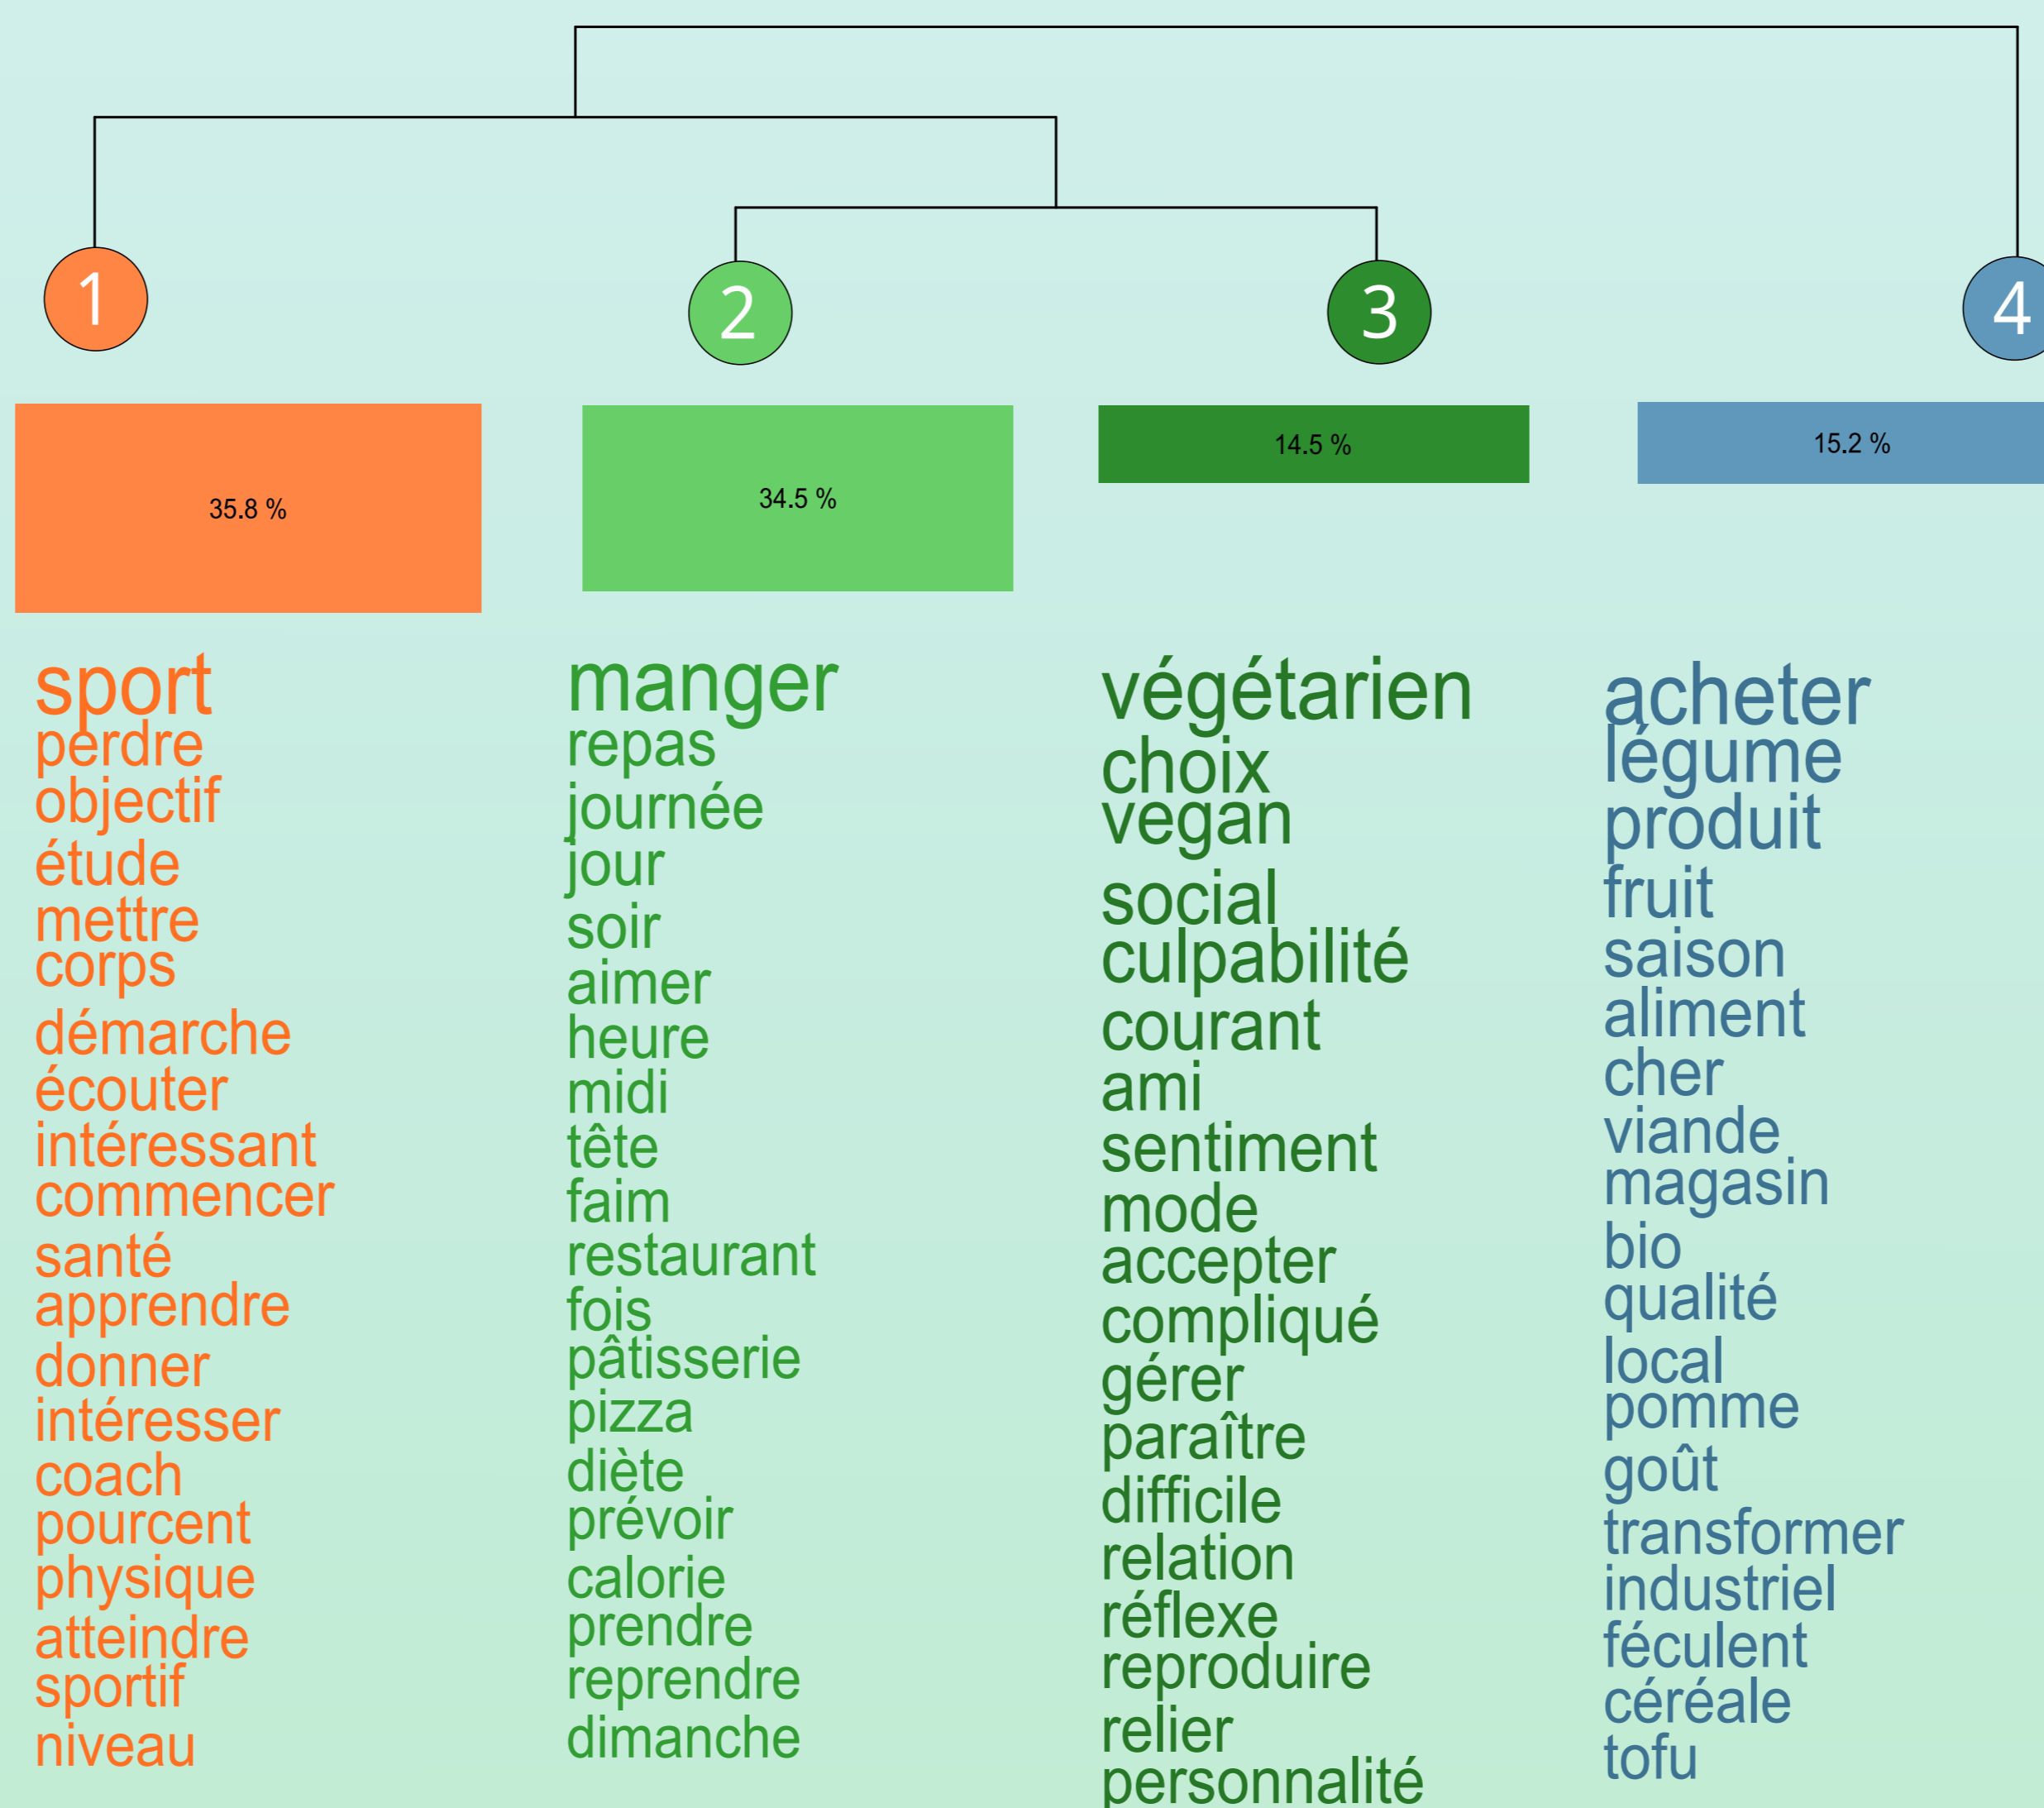 1
2
3
4
35.8 %
34.5 %
14.5 %
15.2 %
sport
perdre
objectif
étude
mettre
corps
démarche
écouter
intéressant
commencer
santé
apprendre
donner
intéresser
coach
pourcent
physique
atteindre
sportif
niveau
manger
repas
journée
jour
soir
aimer
heure
midi
tête
faim
restaurant
fois
pâtisserie
pizza
diète
prévoir
calorie
prendre
reprendre
dimanche
végétarien
choix
vegan
social
culpabilité
courant
ami
sentiment
mode
accepter
compliqué
gérer
paraître
difficile
relation
réflexe
reproduire
relier
personnalité
acheter
légume
produit
fruit
saison
aliment
cher
viande
magasin
bio
qualité
local
pomme
goût
transformer
industriel
féculent
céréale
tofu